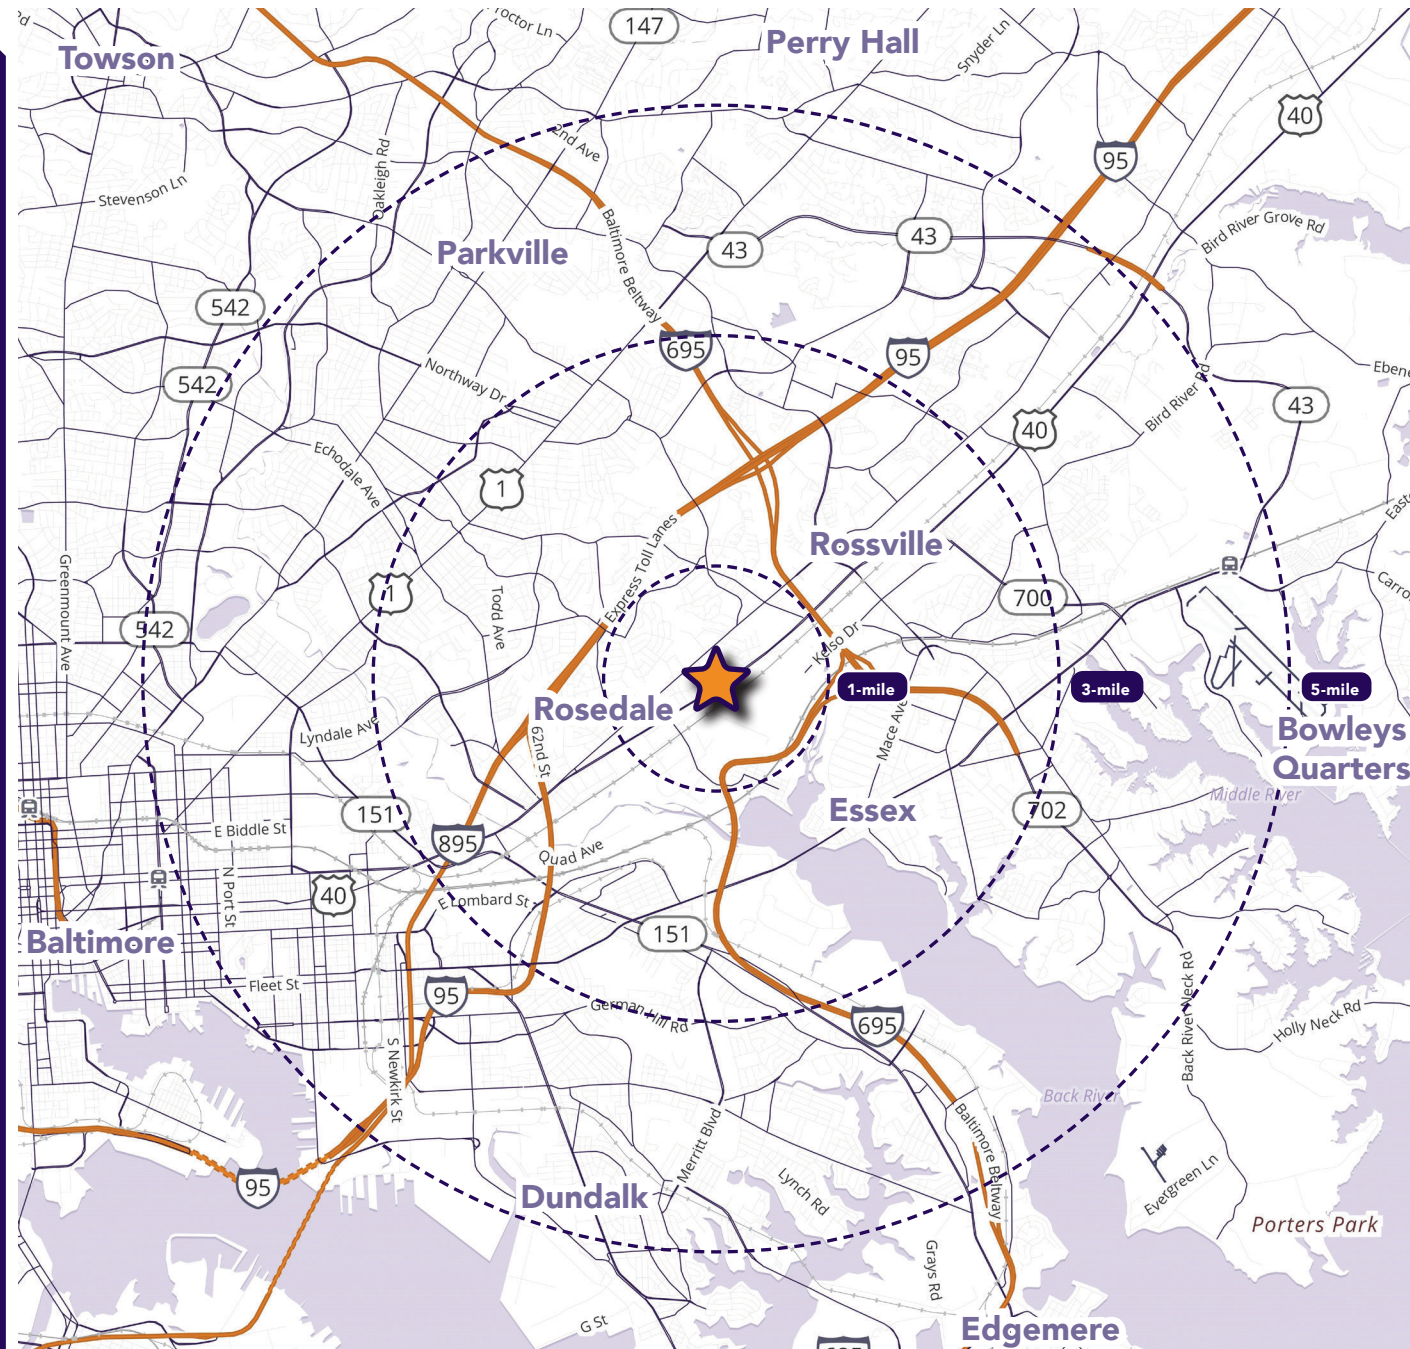 Rd
Proctor Ln
147
Perry Hall
Snyder Ln
Towson
40
95
2nd Ave
Oakleigh Rd
Stevenson Ln
Baltimore Beltway
43
43
Bird River Grove Rd
Parkville
542
695
95
Northway Dr
542
Bird River Rd
43
40
Echodale Ave
1
Express Toll Lanes
Rossville
Greenmount Ave
1
Todd Ave
700
542
Kelso Dr
1-mile
3-mile
5-mile
Rosedale
Lyndale Ave
62nd St
Mace Ave
Bowleys
Quarters
Middle River
151
Essex
702
E Biddle St
895
Quad Ave
N Port St
40
E Lombard St
151
Baltimore
Fleet St
95
German Hill Rd
695
Back River Neck Rd
Holly Neck Rd
S Newkirk St
Back River
Baltimore Beltway
Merritt Blvd
95
Dundalk
Lynch Rd
Evergreen Ln
Porters Park
Grays Rd
G St
Edgemere